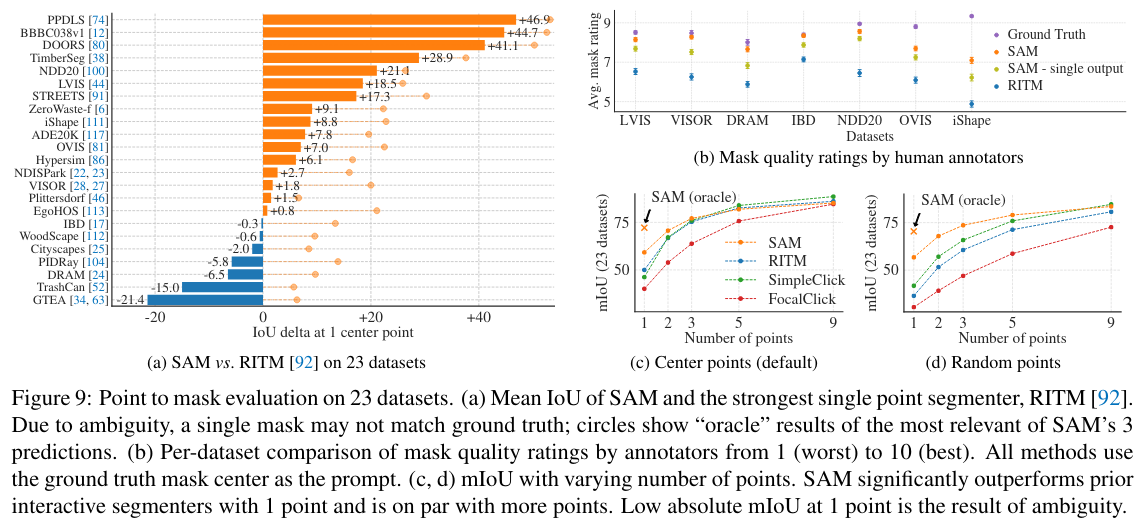 PPDLS [74] +46.9
BBBC038v1 [12] +44.7
DOORS [80] +41.1
TimberSeg [38] +28.9
NDD20 [100] +21.1
LVIS [44] +18.5
STREETS [91] +17.3
ZeroWaste-f [6] +9.1
iShape [111] +8.8
ADE20K [117] +7.8
OVIS [81] +7.0
Hypersim [86] +6.1
NDISPark [22, 23] +2.7
VISOR [28, 27] +1.8
Plittersdorf [46] +1.5
EgoHOS [113] +0.8
IBD [17] -0.3
WoodScape [112] -0.6
Cityscapes [25] -2.0
PIDRay [104] -5.8
DRAM [24] -6.5
TrashCan [52] -15.0
GTEA [34, 63] -21.4
-20 0 +20 +40
IoU delta at 1 center point
(a) SAM vs. RITM [92] on 23 datasets
Avg. mask rating
9
7
5
Ground Truth
SAM
SAM - single output
RITM
LVIS VISOR DRAM IBD NDD20 OVIS iShape
Datasets
(b) Mask quality ratings by human annotators
mIoU (23 datasets)
75
50
SAM (oracle)
SAM
RITM
SimpleClick
FocalClick
1 2 3 5 9
Number of points
(c) Center points (default)
mIoU (23 datasets)
75
50
SAM (oracle)
1 2 3 5 9
Number of points
(d) Random points
Figure 9: Point to mask evaluation on 23 datasets. (a) Mean IoU of SAM and the strongest single point segmenter, RITM [92].
Due to ambiguity, a single mask may not match ground truth; circles show “oracle” results of the most relevant of SAM’s 3
predictions. (b) Per-dataset comparison of mask quality ratings by annotators from 1 (worst) to 10 (best). All methods use
the ground truth mask center as the prompt. (c, d) mIoU with varying number of points. SAM significantly outperforms prior
interactive segmenters with 1 point and is on par with more points. Low absolute mIoU at 1 point is the result of ambiguity.